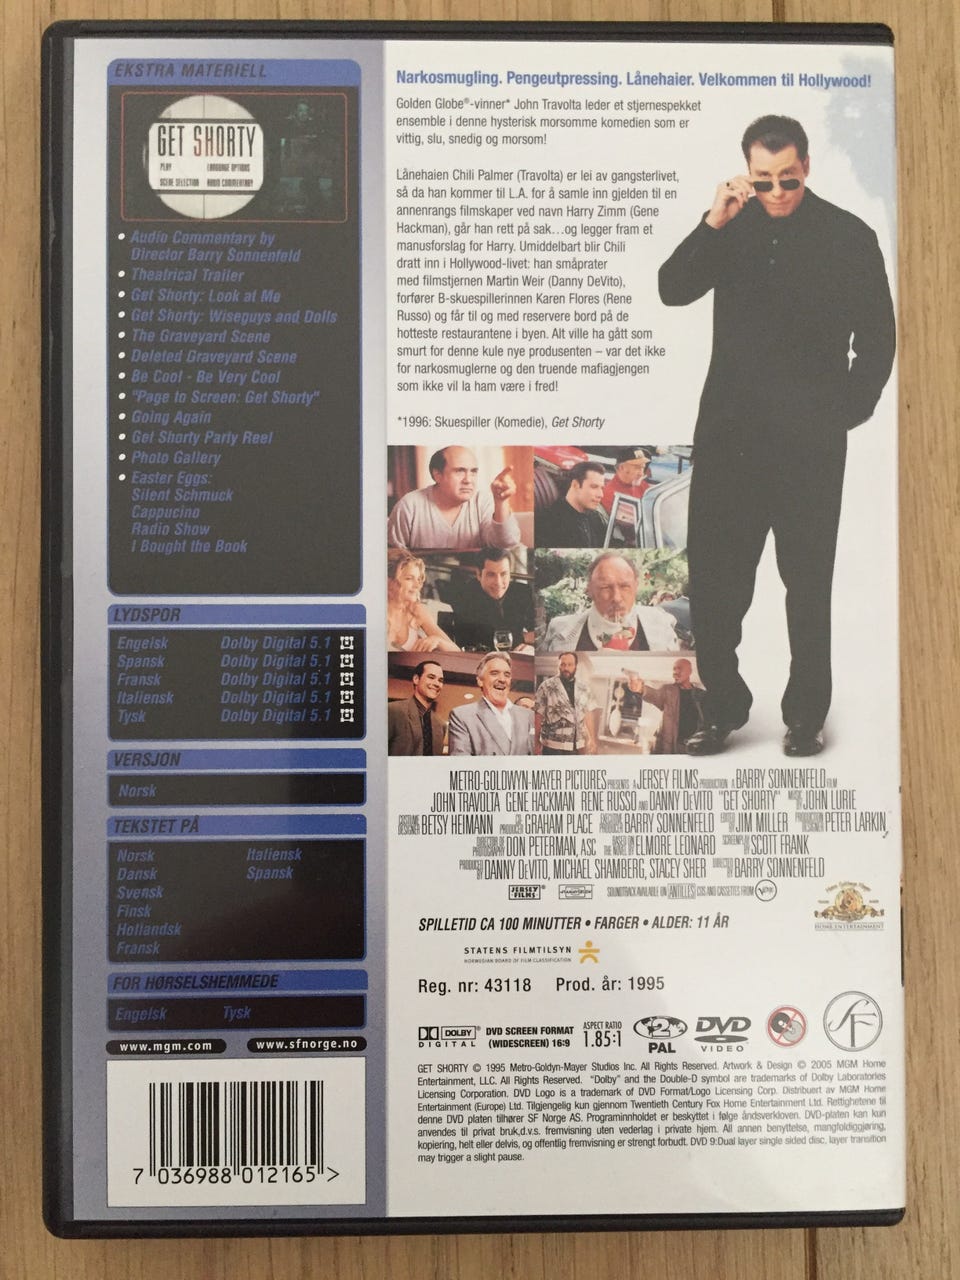 EKSTRA MATERIELL
GET SHORTY
PLAY
LANGUAGE OPTIONS
SCENE SELECTION
AUDIO COMMENTARY
• Audio Commentary by
Director Barry Sonnenfeld
• Theatrical Trailer
• Get Shorty: Look at Me
• Get Shorty: Wiseguys and Dolls
• The Graveyard Scene
• Deleted Graveyard Scene
• Be Cool - Be Very Cool
• "Page to Screen: Get Shorty"
• Going Again
• Get Shorty Party Reel
• Photo Gallery
• Easter Eggs:
Silent Schmuck
Cappucino
Radio Show
I Bought the Book
LYDSPOR
Engelsk Dolby Digital 5.1
Spansk Dolby Digital 5.1
Fransk Dolby Digital 5.1
Italiensk Dolby Digital 5.1
Tysk Dolby Digital 5.1
VERSJON
Norsk
TEKSTET PÅ
Norsk Italiensk
Dansk Spansk
Svensk
Finsk
Hollandsk
Fransk
FOR HØRSELSHEMMEDE
Engelsk Tysk
www.mgm.com www.sfnorge.no
7 036988 012165 >
Narkosmugling. Pengeutpressing. Lånehaier. Velkommen til Hollywood!
Golden Globe®-vinner* John Travolta leder et stjernespekket
ensemble i denne hysterisk morsomme komedien som er
vittig, slu, snedig og morsom!
Lånehaien Chili Palmer (Travolta) er lei av gangsterlivet,
så da han kommer til L.A. for å samle inn gjelden til en
annenrangs filmskaper ved navn Harry Zimm (Gene
Hackman), går han rett på sak...og legger fram et
manusforslag for Harry. Umiddelbart blir Chili
dratt inn i Hollywood-livet: han småprater
med filmstjernen Martin Weir (Danny DeVito),
forfører B-skuespillerinnen Karen Flores (Rene
Russo) og får til og med reservere bord på de
hotteste restaurantene i byen. Alt ville ha gått som
smurt for denne kule nye produsenten – var det ikke
for narkosmuglerne og den truende mafiagjengen
som ikke vil la ham være i fred!
*1996: Skuespiller (Komedie), Get Shorty
METRO-GOLDWYN-MAYER PICTURES PRESENTS A JERSEY FILMS PRODUCTION A BARRY SONNENFELD FILM
JOHN TRAVOLTA GENE HACKMAN RENE RUSSO AND DANNY DeVITO "GET SHORTY" MUSIC BY JOHN LURIE
COSTUME DESIGNER BETSY HEIMANN CO PRODUCER GRAHAM PLACE EXECUTIVE PRODUCER BARRY SONNENFELD EDITED BY JIM MILLER PRODUCTION DESIGNER PETER LARKIN
DIRECTOR OF PHOTOGRAPHY DON PETERMAN, ASC BASED ON THE NOVEL BY ELMORE LEONARD SCREENPLAY BY SCOTT FRANK
PRODUCED BY DANNY DeVITO, MICHAEL SHAMBERG, STACEY SHER DIRECTED BY BARRY SONNENFELD
JERSEY FILMS SOUNDTRACK AVAILABLE ON ANTILLES CDS AND CASSETTES FROM VERVE
SPILLETID CA 100 MINUTTER • FARGER • ALDER: 11 ÅR
HOME ENTERTAINMENT
STATENS FILMTILSYN
NORWEGIAN BOARD OF FILM CLASSIFICATION
Reg. nr: 43118 Prod. år: 1995
DOLBY DIGITAL
DVD SCREEN FORMAT (WIDESCREEN) 16:9
ASPECT RATIO 1.85:1
2 PAL
DVD VIDEO
SF
GET SHORTY © 1995 Metro-Goldyn-Mayer Studios Inc. All Rights Reserved. Artwork & Design © 2005 MGM Home
Entertainment, LLC. All Rights Reserved. "Dolby" and the Double-D symbol are trademarks of Dolby Laboratories
Licensing Corporation. DVD Logo is a trademark of DVD Format/Logo Licensing Corp. Distribuert av MGM Home
Entertainment (Europe) Ltd. Tilgjengelig kun gjennom Twentieth Century Fox Home Entertainment Ltd. Rettighetene til
denne DVD platen tilhører SF Norge AS. Programinnholdet er beskyttet i følge åndsverkloven. DVD-platen kan kun
anvendes til privat bruk,d.v.s. fremvisning uten vederlag i private hjem. All annen benyttelse, mangfoldiggjøring,
kopiering, helt eller delvis, og offentlig fremvisning er strengt forbudt. DVD 9:Dual layer single sided disc, layer transition
may trigger a slight pause.